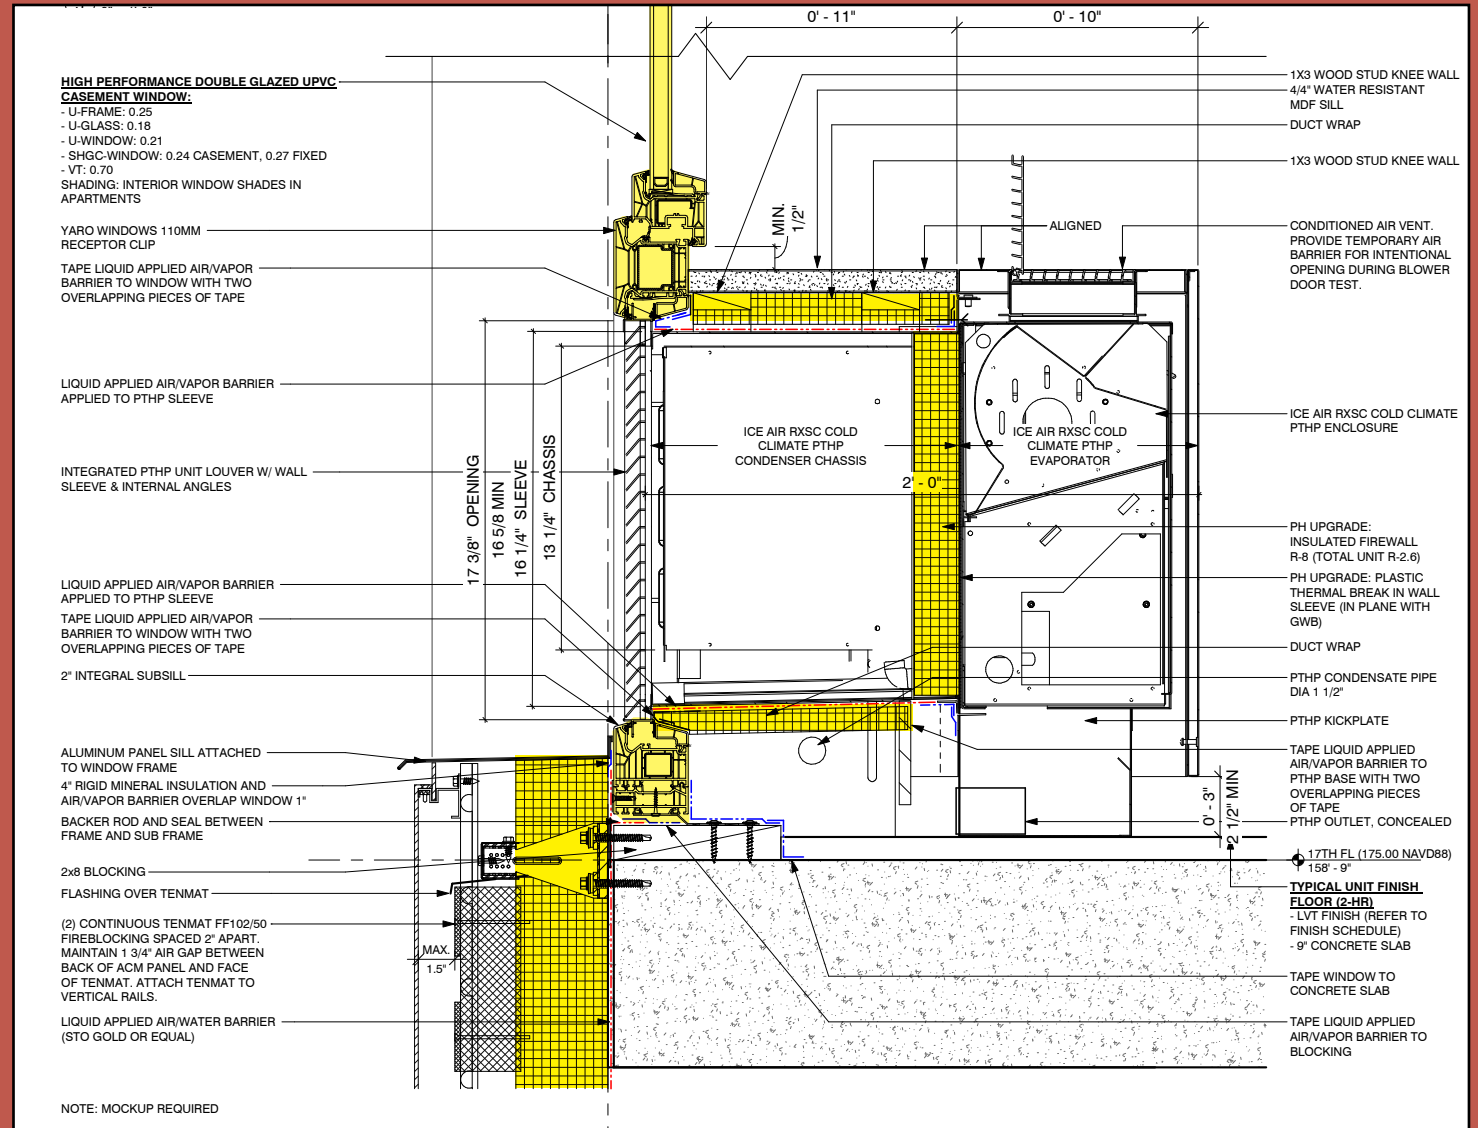 0' - 11"
0' - 10"
HIGH PERFORMANCE DOUBLE GLAZED UPVC
CASEMENT WINDOW:
- U-FRAME: 0.25
- U-GLASS: 0.18
- U-WINDOW: 0.21
- SHGC-WINDOW: 0.24 CASEMENT, 0.27 FIXED
- VT: 0.70
SHADING: INTERIOR WINDOW SHADES IN
APARTMENTS
YARO WINDOWS 110MM
RECEPTOR CLIP
TAPE LIQUID APPLIED AIR/VAPOR
BARRIER TO WINDOW WITH TWO
OVERLAPPING PIECES OF TAPE
LIQUID APPLIED AIR/VAPOR BARRIER
APPLIED TO PTHP SLEEVE
INTEGRATED PTHP UNIT LOUVER W/ WALL
SLEEVE & INTERNAL ANGLES
LIQUID APPLIED AIR/VAPOR BARRIER
APPLIED TO PTHP SLEEVE
TAPE LIQUID APPLIED AIR/VAPOR
BARRIER TO WINDOW WITH TWO
OVERLAPPING PIECES OF TAPE
2" INTEGRAL SUBSILL
ALUMINUM PANEL SILL ATTACHED
TO WINDOW FRAME
4" RIGID MINERAL INSULATION AND
AIR/VAPOR BARRIER OVERLAP WINDOW 1"
BACKER ROD AND SEAL BETWEEN
FRAME AND SUB FRAME
2x8 BLOCKING
FLASHING OVER TENMAT
(2) CONTINUOUS TENMAT FF102/50
FIREBLOCKING SPACED 2" APART.
MAINTAIN 1 3/4" AIR GAP BETWEEN
BACK OF ACM PANEL AND FACE
OF TENMAT. ATTACH TENMAT TO
VERTICAL RAILS.
LIQUID APPLIED AIR/WATER BARRIER
(STO GOLD OR EQUAL)
NOTE: MOCKUP REQUIRED
MAX.
1.5"
17 3/8" OPENING
16 5/8 MIN
16 1/4" SLEEVE
13 1/4" CHASSIS
MIN.
1/2"
ALIGNED
ICE AIR RXSC COLD
CLIMATE PTHP
CONDENSER CHASSIS
ICE AIR RXSC COLD
CLIMATE PTHP
EVAPORATOR
2' - 0"
0' - 3"
2 1/2" MIN
1X3 WOOD STUD KNEE WALL
4/4" WATER RESISTANT
MDF SILL
DUCT WRAP
1X3 WOOD STUD KNEE WALL
CONDITIONED AIR VENT.
PROVIDE TEMPORARY AIR
BARRIER FOR INTENTIONAL
OPENING DURING BLOWER
DOOR TEST.
ICE AIR RXSC COLD CLIMATE
PTHP ENCLOSURE
PH UPGRADE:
INSULATED FIREWALL
R-8 (TOTAL UNIT R-2.6)
PH UPGRADE: PLASTIC
THERMAL BREAK IN WALL
SLEEVE (IN PLANE WITH
GWB)
DUCT WRAP
PTHP CONDENSATE PIPE
DIA 1 1/2"
PTHP KICKPLATE
TAPE LIQUID APPLIED
AIR/VAPOR BARRIER TO
PTHP BASE WITH TWO
OVERLAPPING PIECES
OF TAPE
PTHP OUTLET, CONCEALED
17TH FL (175.00 NAVD88)
158' - 9"
TYPICAL UNIT FINISH
FLOOR (2-HR)
- LVT FINISH (REFER TO
FINISH SCHEDULE)
- 9" CONCRETE SLAB
TAPE WINDOW TO
CONCRETE SLAB
TAPE LIQUID APPLIED
AIR/VAPOR BARRIER TO
BLOCKING